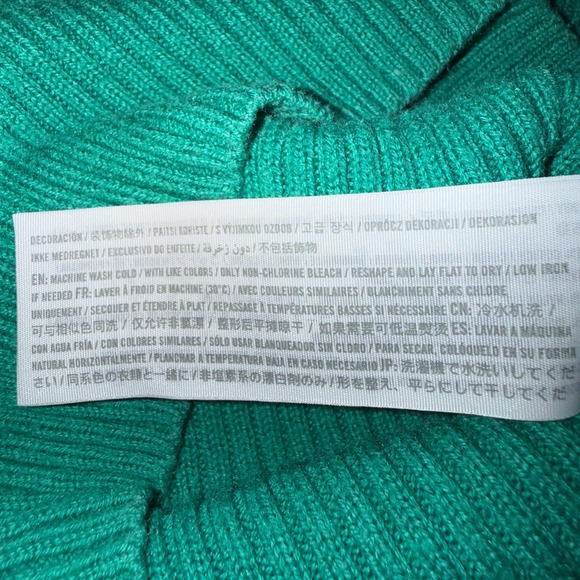 DECORACIÓN / 装饰物除外 / PAITSI KORISTE / S VÝJIMKOU OZDOB / 고급 장식 / OPRÓCZ DEKORACJI / DEKORASJON
IKKE MEDREGNET / EXCLUSIVO DO ENFEITE / دون زخرفة / 不包括飾物
EN: MACHINE WASH COLD / WITH LIKE COLORS / ONLY NON-CHLORINE BLEACH / RESHAPE AND LAY FLAT TO DRY / LOW IRON
IF NEEDED FR: LAVER À FROID EN MACHINE (30°C) / AVEC COULEURS SIMILAIRES / BLANCHIMENT SANS CHLORE
UNIQUEMENT / SECOUER ET ÉTENDRE À PLAT / REPASSAGE À TEMPÉRATURES BASSES SI NÉCESSAIRE CN: 冷水机洗 /
可与相似色同洗 / 仅允许非氯漂 / 整形后平摊晾干 / 如果需要可低温熨烫 ES: LAVAR A MÁQUINA
CON AGUA FRÍA / CON COLORES SIMILARES / SÓLO USAR BLANQUEADOR SIN CLORO / PARA SECAR, COLÓQUELO EN SU FORMA
NATURAL HORIZONTALMENTE / PLANCHAR A TEMPERATURA BAJA EN CASO NECESARIO JP: 洗濯機で水洗いしてくだ
さい / 同系色の衣類と一緒に / 非塩素系の漂白剤のみ / 形を整え、平らにして干してくだ